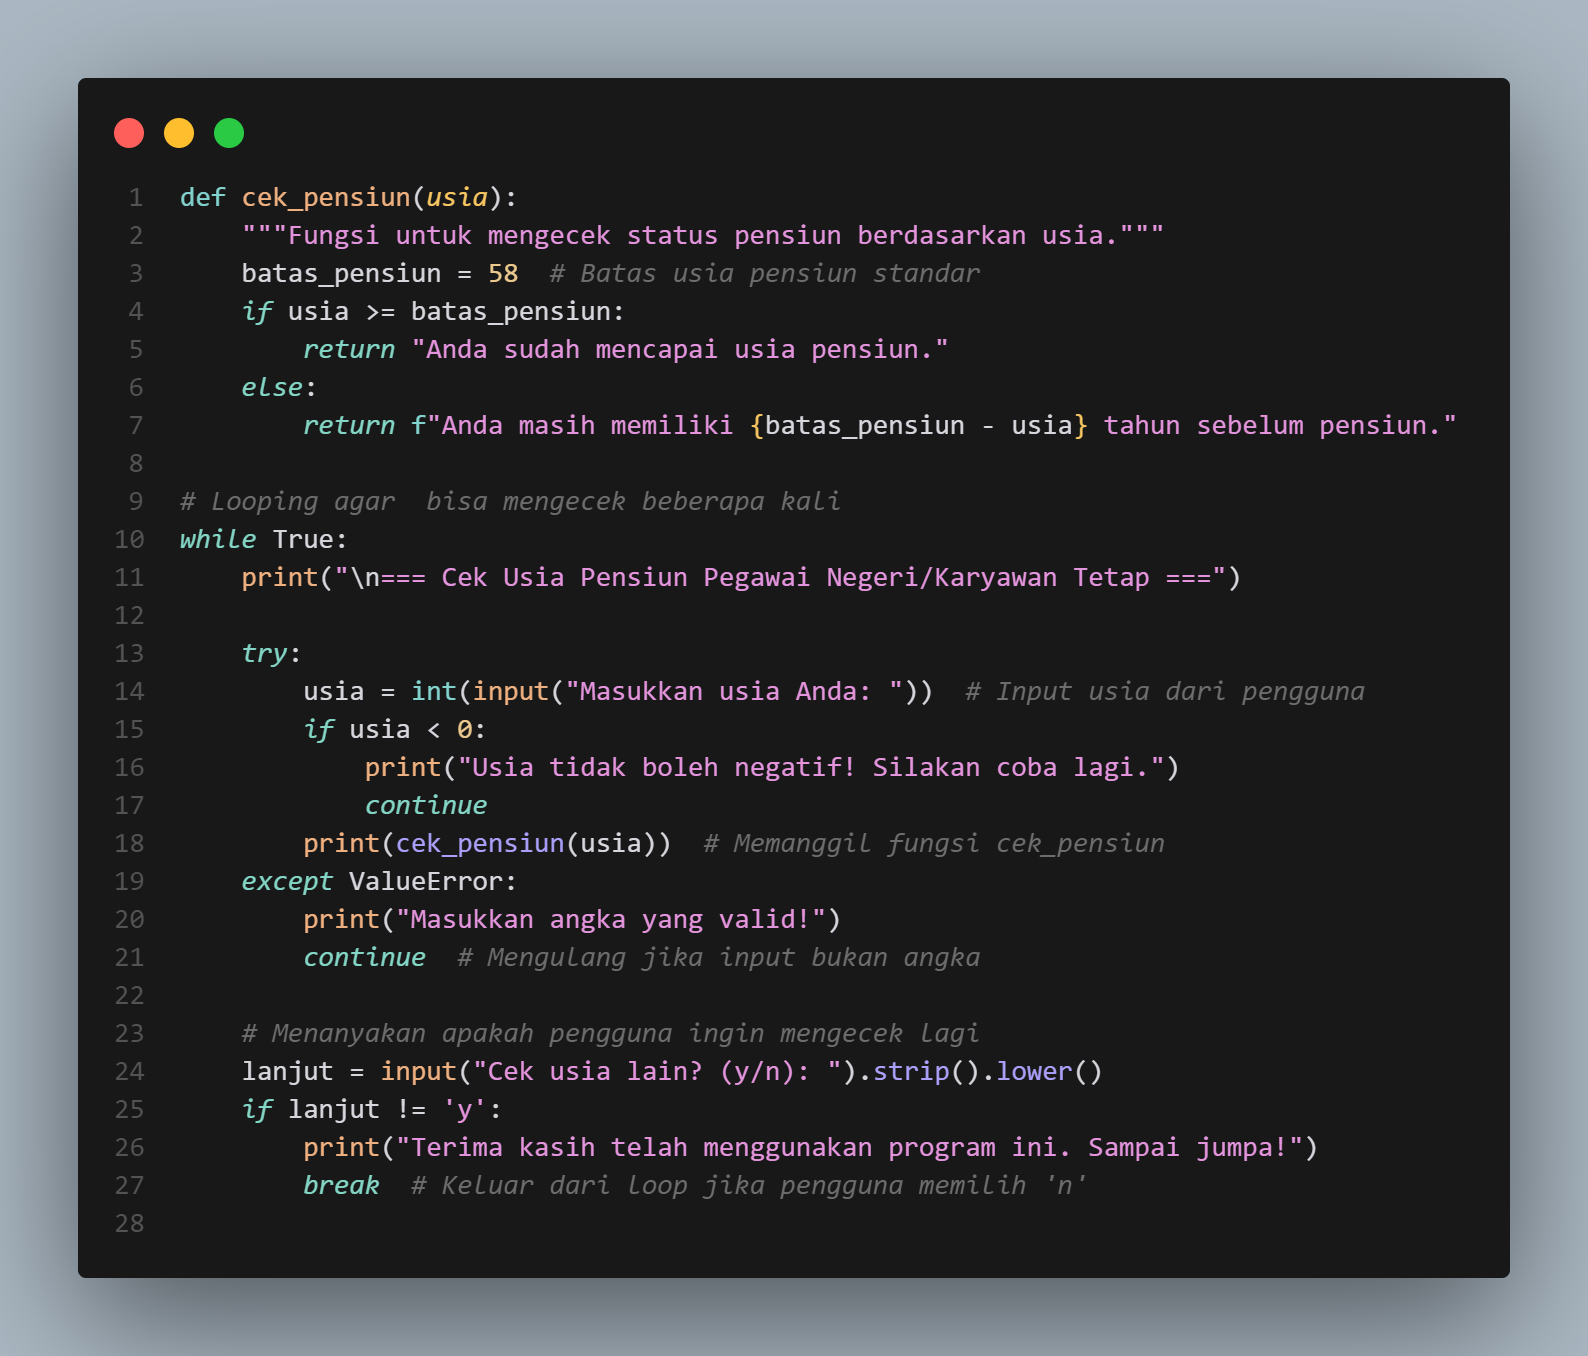 1 def cek_pensiun(usia):
2     """Fungsi untuk mengecek status pensiun berdasarkan usia."""
3     batas_pensiun = 58  # Batas usia pensiun standar
4     if usia >= batas_pensiun:
5         return "Anda sudah mencapai usia pensiun."
6     else:
7         return f"Anda masih memiliki {batas_pensiun - usia} tahun sebelum pensiun."
8
9 # Looping agar  bisa mengecek beberapa kali
10 while True:
11     print("\n=== Cek Usia Pensiun Pegawai Negeri/Karyawan Tetap ===")
12
13     try:
14         usia = int(input("Masukkan usia Anda: "))  # Input usia dari pengguna
15         if usia < 0:
16             print("Usia tidak boleh negatif! Silakan coba lagi.")
17             continue
18         print(cek_pensiun(usia))  # Memanggil fungsi cek_pensiun
19     except ValueError:
20         print("Masukkan angka yang valid!")
21         continue  # Mengulang jika input bukan angka
22
23     # Menanyakan apakah pengguna ingin mengecek lagi
24     lanjut = input("Cek usia lain? (y/n): ").strip().lower()
25     if lanjut != 'y':
26         print("Terima kasih telah menggunakan program ini. Sampai jumpa!")
27         break  # Keluar dari loop jika pengguna memilih 'n'
28